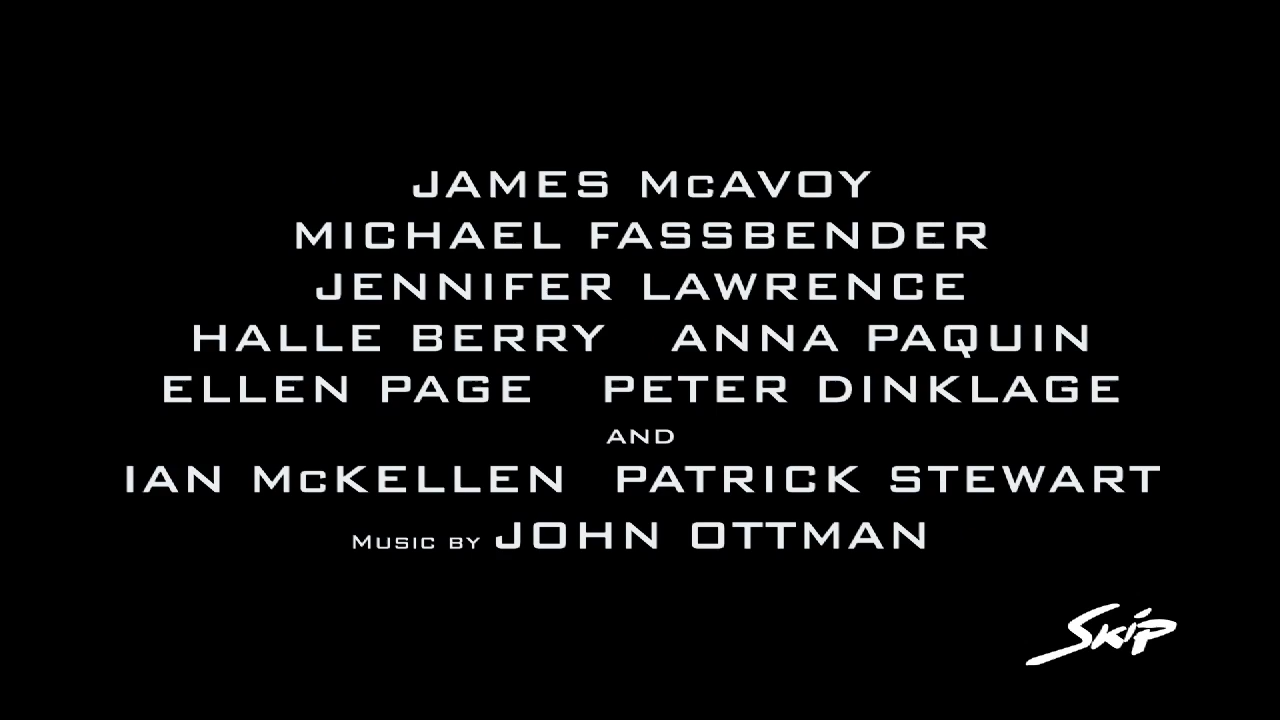 JAMES McAVOY
MICHAEL FASSBENDER
JENNIFER LAWRENCE
HALLE BERRY ANNA PAQUIN
ELLEN PAGE PETER DINKLAGE
AND
IAN McKELLEN PATRICK STEWART
MUSIC BY JOHN OTTMAN
SKiP